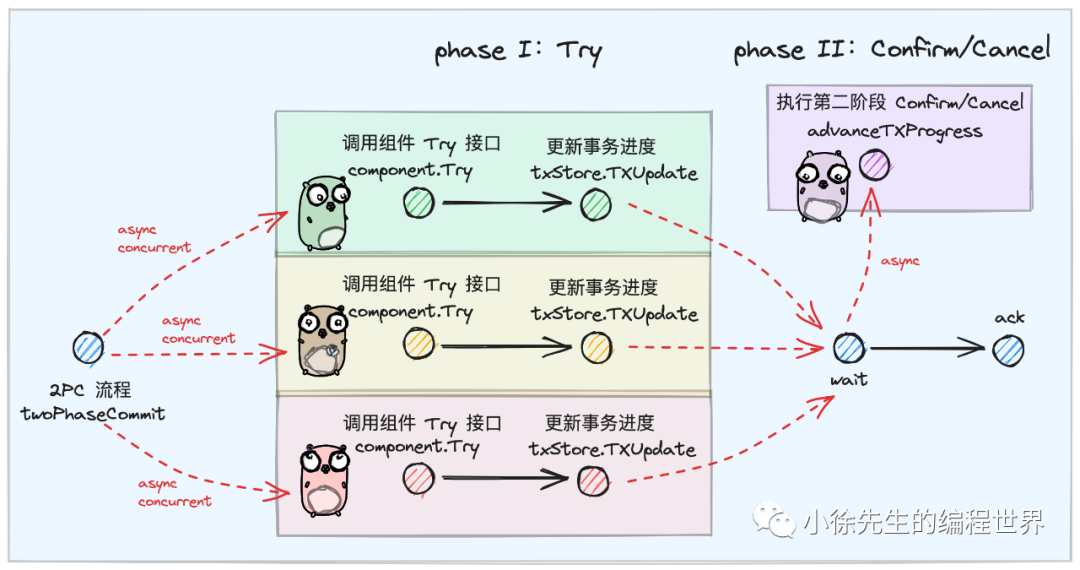 phase I: Try
phase II: Confirm/Cancel
执行第二阶段 Confirm/Cancel
advanceTXProgress
调用组件 Try 接口
component.Try
更新事务进度
txStore.TXUpdate
async
concurrent
调用组件 Try 接口
component.Try
更新事务进度
txStore.TXUpdate
async
concurrent
async
ack
wait
2PC 流程
twoPhaseCommit
调用组件 Try 接口
component.Try
更新事务进度
txStore.TXUpdate
async
concurrent
小徐先生的编程世界